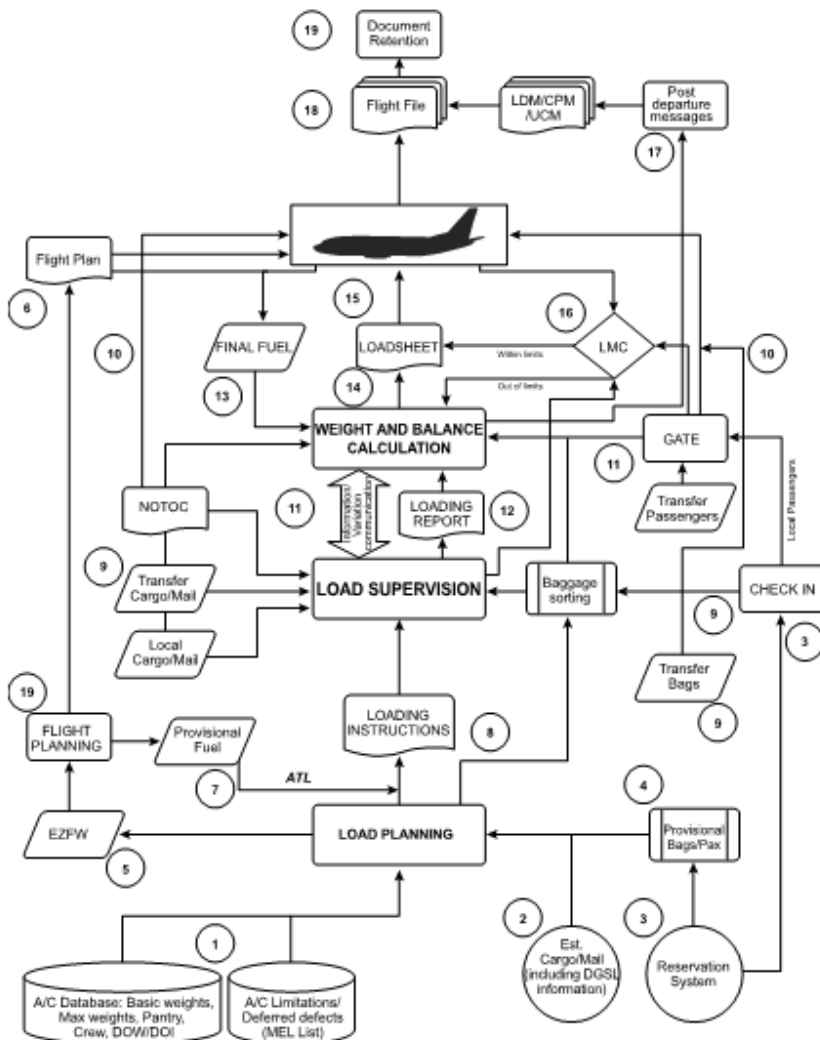 19
Document
Retention
18
Flight File
LDM/CPM
/UCM
Post
departure
messages
17
Flight Plan
6
10
15
16
FINAL FUEL
LOADSHEET
Within limits
LMC
10
13
14
Out of limits
WEIGHT AND BALANCE
CALCULATION
11
GATE
NOTOC
11
Information/
Variation
communication
LOADING
REPORT
12
Transfer
Passengers
Local Passengers
9
Transfer
Cargo/Mail
LOAD SUPERVISION
Baggage
sorting
CHECK IN
9
3
Local
Cargo/Mail
Transfer
Bags
9
19
FLIGHT
PLANNING
Provisional
Fuel
LOADING
INSTRUCTIONS
8
7
ATL
4
EZFW
5
LOAD PLANNING
Provisional
Bags/Pax
1
2
3
A/C Database: Basic weights,
Max weights, Pantry,
Crew, DOW/DOI
A/C Limitations/
Deferred defects
(MEL List)
Est.
Cargo/Mail
(including DGSL
information)
Reservation
System